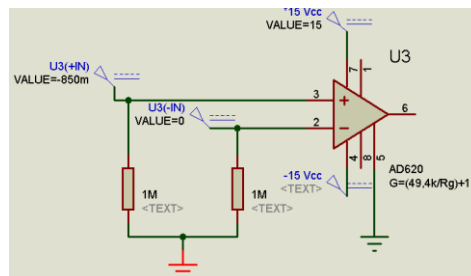 +15 Vcc
VALUE=15
U3(+IN)
VALUE=-850m
U3
U3(-IN)
VALUE=0
7
1
3
2
6
4
8
5
-15 Vcc
<TEXT>
AD620
G=(49,4k/Rg)+1
1M
<TEXT>
1M
<TEXT>